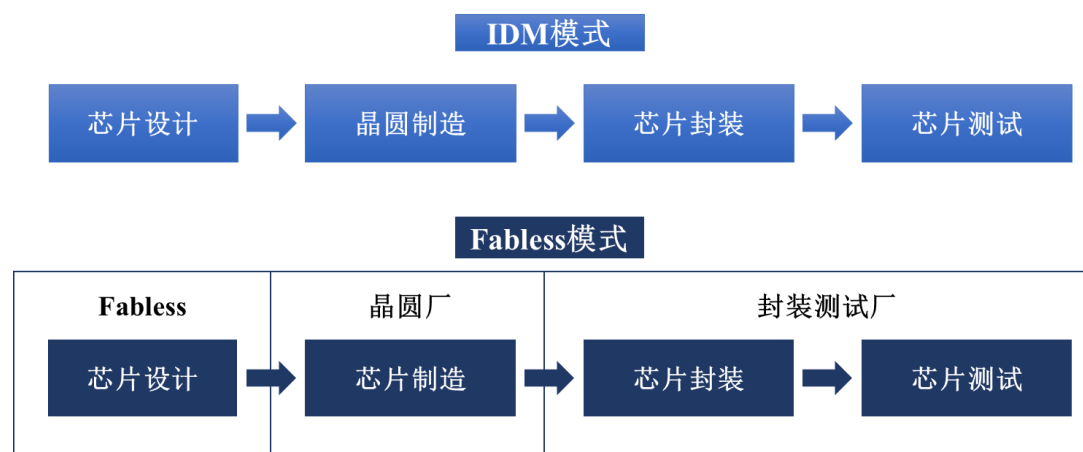 IDM模式
芯片设计
晶圆制造
芯片封装
芯片测试
Fabless模式
Fabless
晶圆厂
封装测试厂
芯片设计
芯片制造
芯片封装
芯片测试